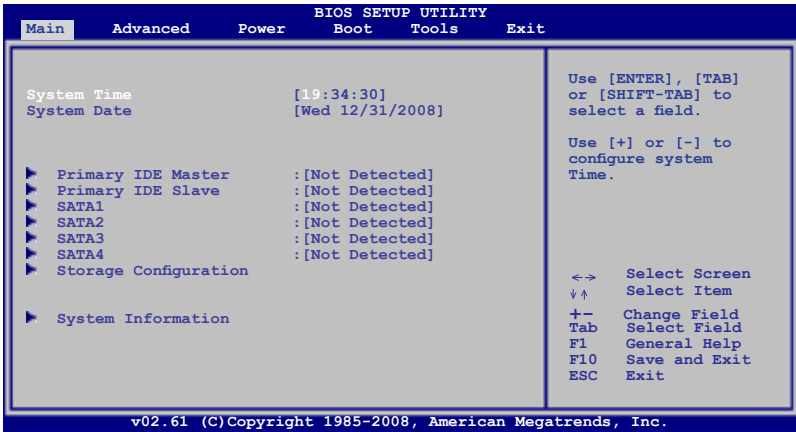 BIOS SETUP UTILITY
Main Advanced Power Boot Tools Exit
System Time [19:34:30]
System Date [Wed 12/31/2008]
Primary IDE Master :[Not Detected]
Primary IDE Slave :[Not Detected]
SATA1 :[Not Detected]
SATA2 :[Not Detected]
SATA3 :[Not Detected]
SATA4 :[Not Detected]
Storage Configuration
System Information
Use [ENTER], [TAB]
or [SHIFT-TAB] to
select a field.
Use [+] or [-] to
configure system
Time.
←→ Select Screen
↓↑ Select Item
+- Change Field
Tab Select Field
F1 General Help
F10 Save and Exit
ESC Exit
v02.61 (C)Copyright 1985-2008, American Megatrends, Inc.